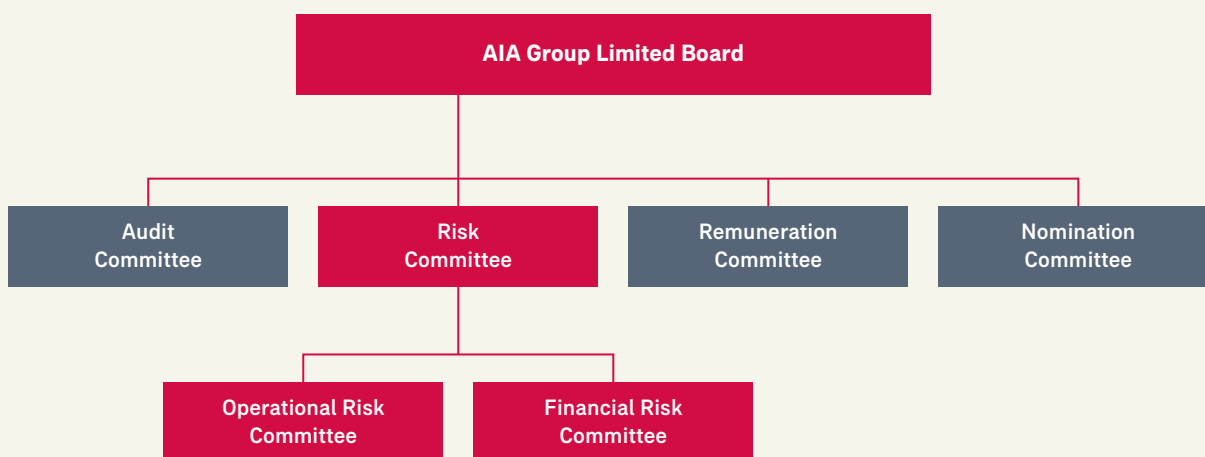 AIA Group Limited Board
Audit
Committee
Risk
Committee
Remuneration
Committee
Nomination
Committee
Operational Risk
Committee
Financial Risk
Committee